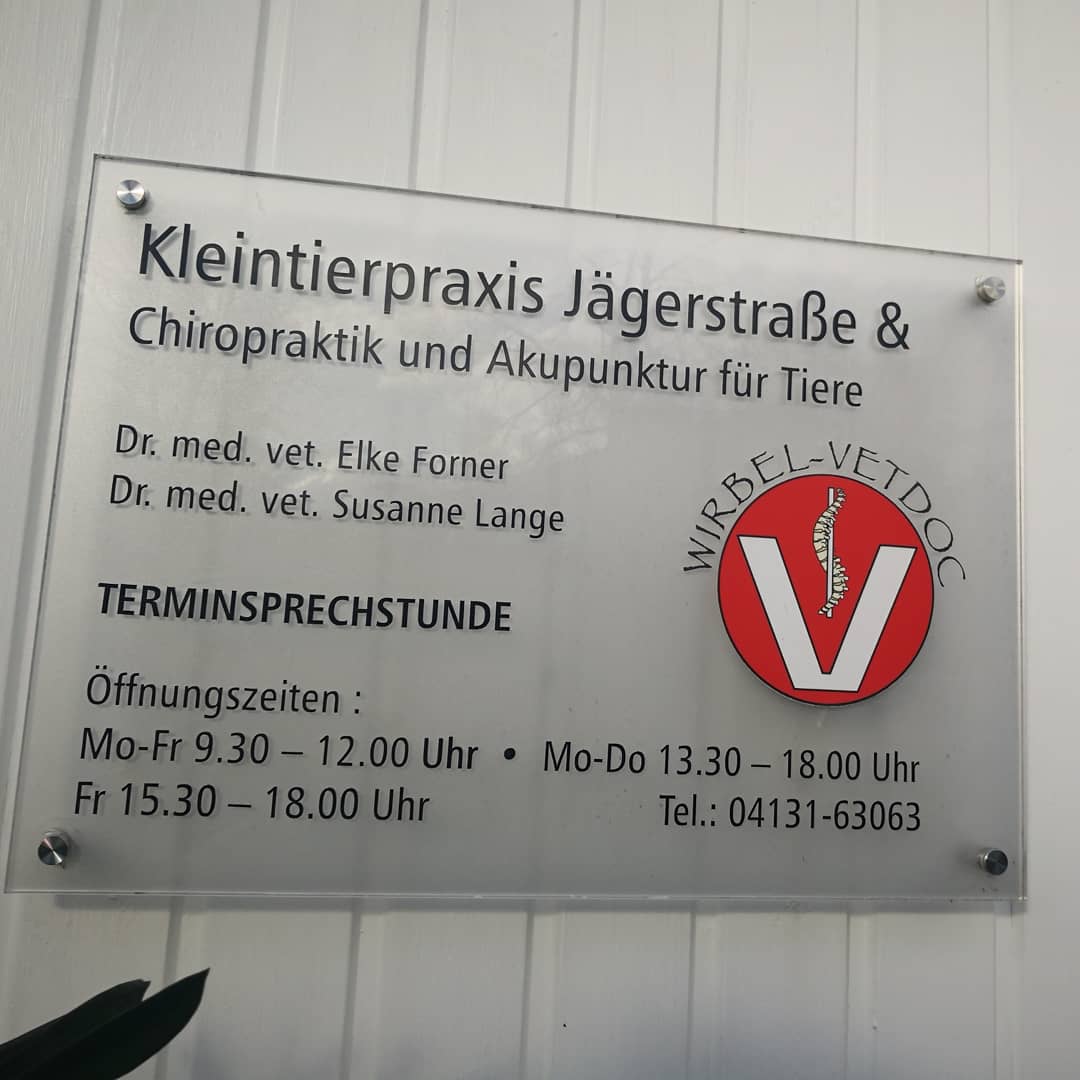 Kleintierpraxis Jägerstraße &
Chiropraktik und Akupunktur für Tiere
Dr. med. vet. Elke Forner
Dr. med. vet. Susanne Lange
WIRBEL-VETDOC
V
TERMINSPRECHSTUNDE
Öffnungszeiten :
Mo-Fr 9.30 – 12.00 Uhr • Mo-Do 13.30 – 18.00 Uhr
Fr 15.30 – 18.00 Uhr Tel.: 04131-63063